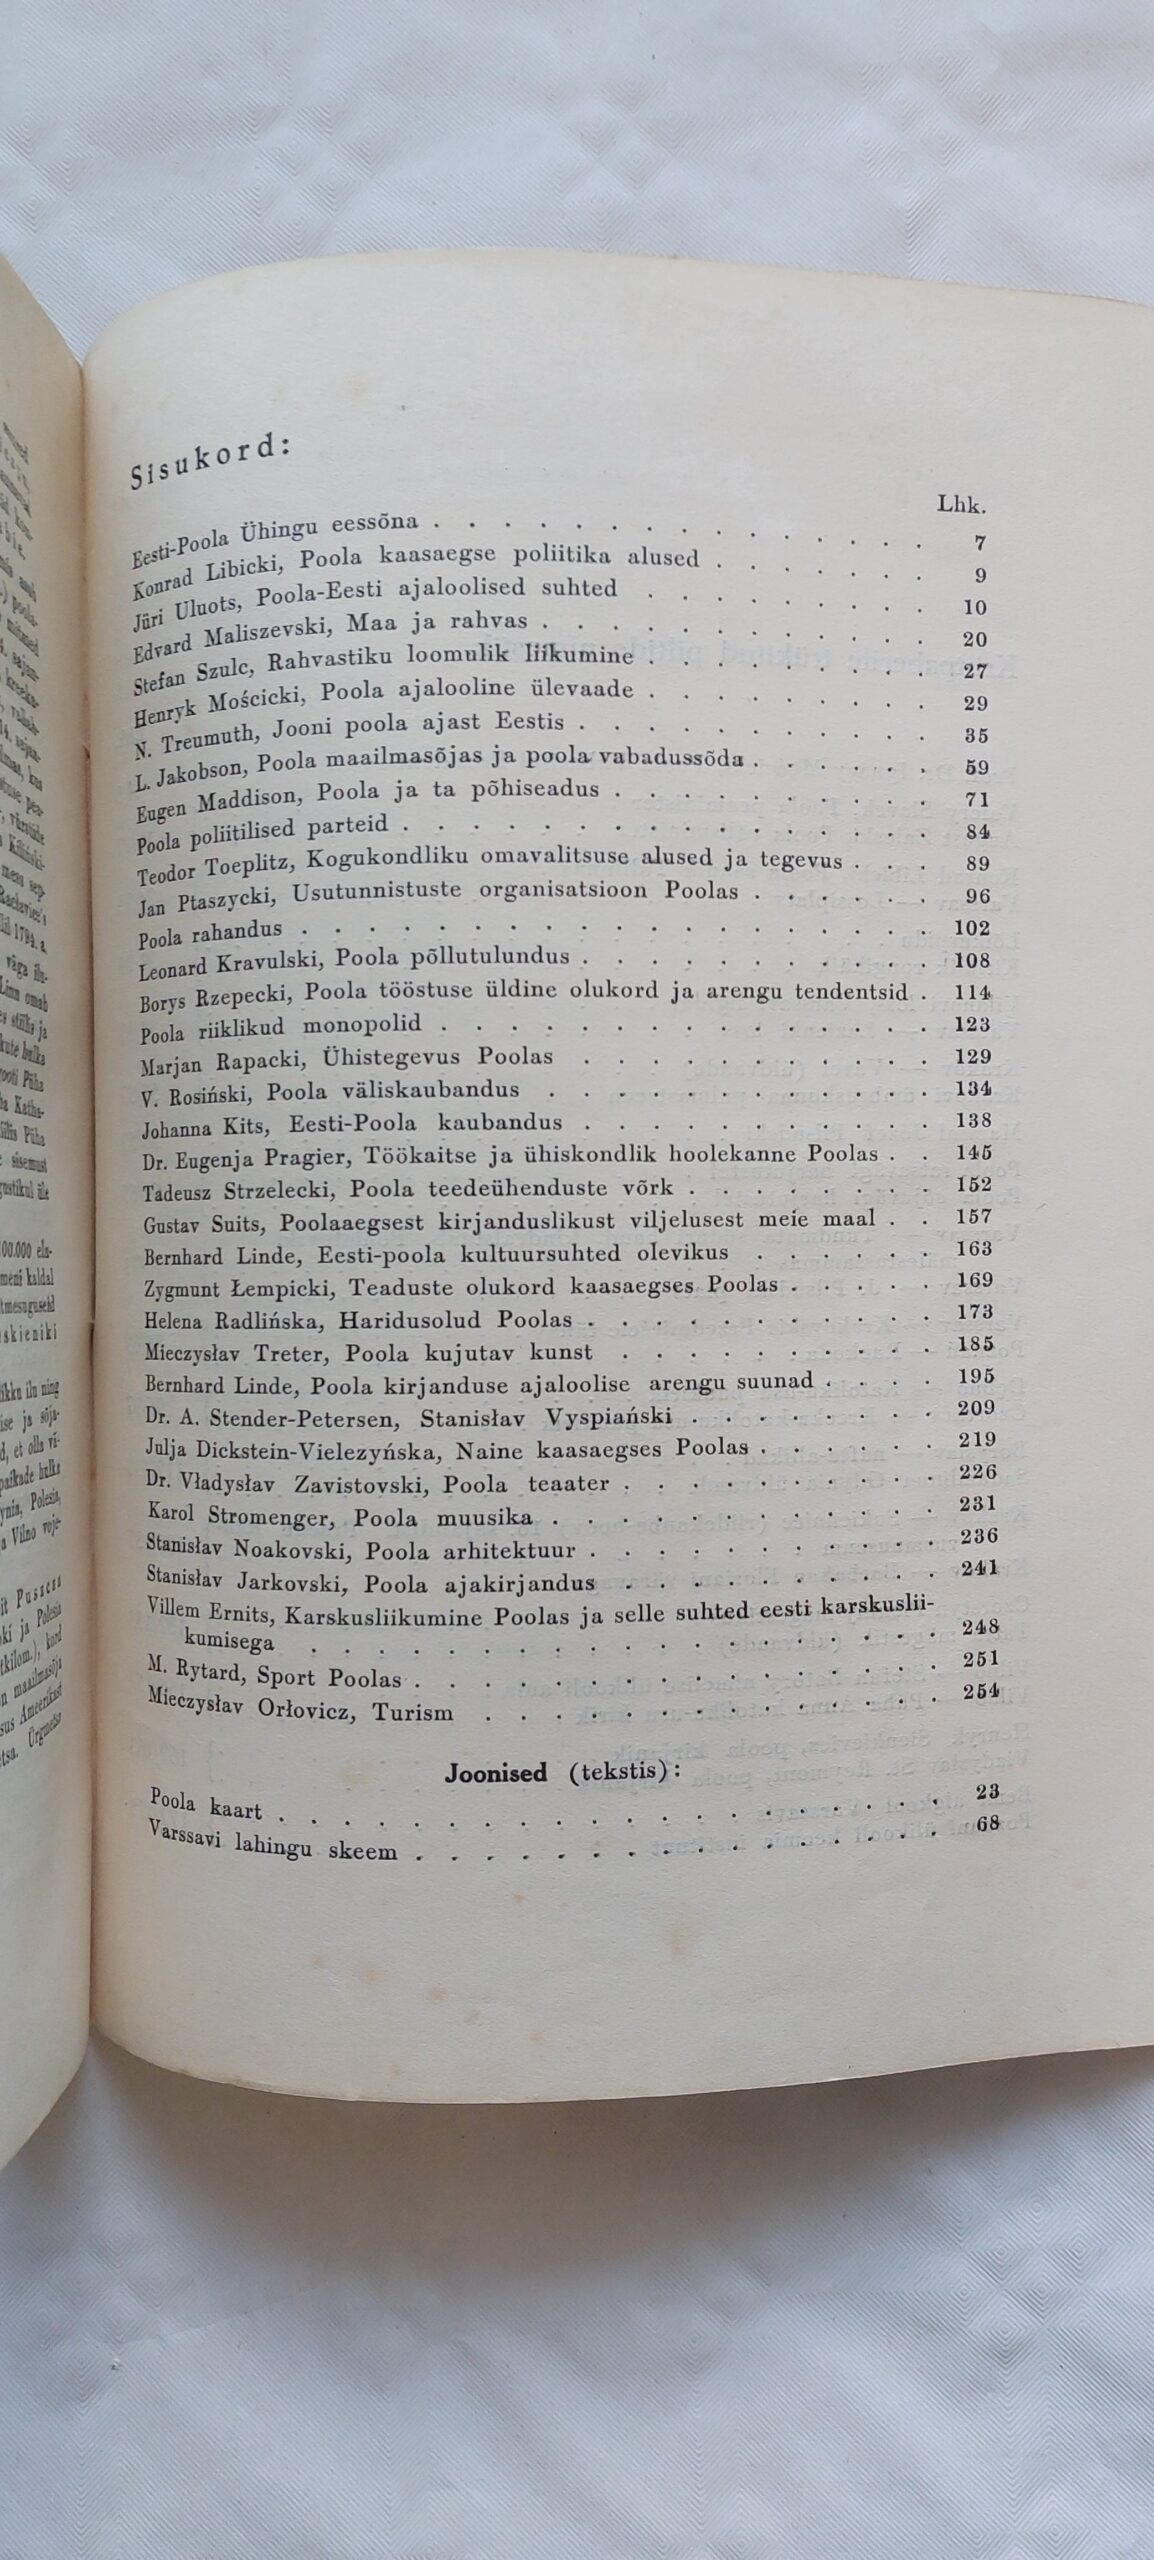 Sisukord:
Lhk.
Eesti-Poola Ühingu eessõna . . . . . . . . . . . . . . 7
Konrad Libicki, Poola kaasaegse poliitika alused . . . . . . . 9
Jüri Uluots, Poola-Eesti ajaloolised suhted . . . . . . . . 10
Edvard Maliszevski, Maa ja rahvas . . . . . . . . . . . 20
Stefan Szulc, Rahvastiku loomulik liikumine . . . . . . . . 27
Henryk Mościcki, Poola ajalooline ülevaade . . . . . . . . 29
N. Treumuth, Jooni poola ajast Eestis . . . . . . . . . . 35
L. Jakobson, Poola maailmasõjas ja poola vabadussõda . . . . . 59
Eugen Maddison, Poola ja ta põhiseadus . . . . . . . . . 71
Poola poliitilised parteid . . . . . . . . . . . . . . . 84
Teodor Toeplitz, Kogukondliku omavalitsuse alused ja tegevus . . . 89
Jan Ptaszycki, Usutunnistuste organisatsioon Poolas . . . . . . 96
Poola rahandus . . . . . . . . . . . . . . . . . . 102
Leonard Kravulski, Poola põllutulundus . . . . . . . . . . 108
Borys Rzepecki, Poola tööstuse üldine olukord ja arengu tendentsid . 114
Poola riiklikud monopolid . . . . . . . . . . . . . . 123
Marjan Rapacki, Ühistegevus Poolas . . . . . . . . . . 129
V. Rosiński, Poola väliskaubandus . . . . . . . . . . . 134
Johanna Kits, Eesti-Poola kaubandus . . . . . . . . . . 138
Dr. Eugenja Pragier, Töökaitse ja ühiskondlik hoolekanne Poolas . . 145
Tadeusz Strzelecki, Poola teedeühenduste võrk . . . . . . . . 152
Gustav Suits, Poolaaegsest kirjanduslikust viljelusest meie maal . . 157
Bernhard Linde, Eesti-poola kultuursuhted olevikus . . . . . . 163
Zygmunt Łempicki, Teaduste olukord kaasaegses Poolas . . . . . 169
Helena Radlińska, Haridusolud Poolas . . . . . . . . . . 173
Mieczysłav Treter, Poola kujutav kunst . . . . . . . . . 185
Bernhard Linde, Poola kirjanduse ajaloolise arengu suunad . . . . 195
Dr. A. Stender-Petersen, Stanisłav Vyspiański . . . . . . . 209
Julja Dickstein-Vielezyńska, Naine kaasaegses Poolas . . . . . . 219
Dr. Vładysłav Zavistovski, Poola teaater . . . . . . . . . 226
Karol Stromenger, Poola muusika . . . . . . . . . . . 231
Stanisłav Noakovski, Poola arhitektuur . . . . . . . . . . 236
Stanisłav Jarkovski, Poola ajakirjandus . . . . . . . . . 241
Villem Ernits, Karskusliikumine Poolas ja selle suhted eesti karskuslii-
kumisega . . . . . . . . . . . . . . . . . . 248
M. Rytard, Sport Poolas . . . . . . . . . . . . . . . 251
Mieczysłav Orłovicz, Turism . . . . . . . . . . . . . 254
Joonised (tekstis):
Poola kaart . . . . . . . . . . . . . . . . . . . 23
Varssavi lahingu skeem . . . . . . . . . . . . . . . 68